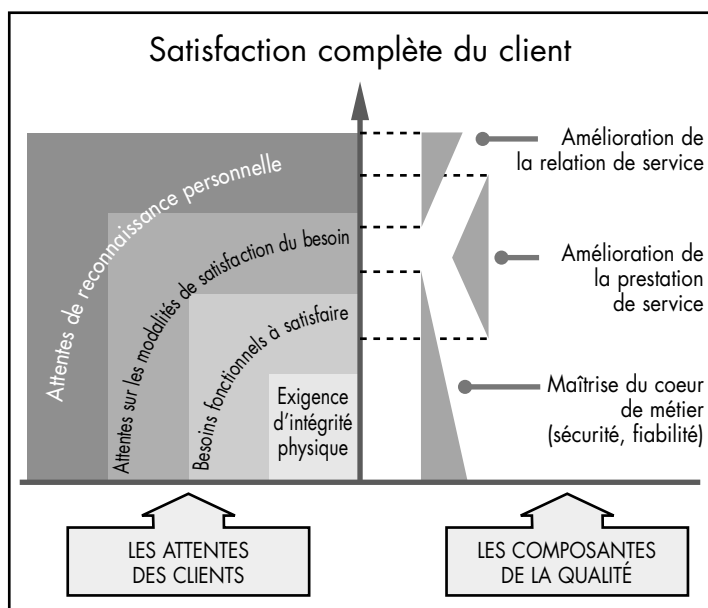 Satisfaction complète du client
Attentes de reconnaissance personnelle
Attentes sur les modalités de satisfaction du besoin
Besoins fonctionnels à satisfaire
Exigence
d'intégrité
physique
Amélioration de
la relation de service
Amélioration de
la prestation
de service
Maîtrise du coeur
de métier
(sécurité, fiabilité)
LES ATTENTES
DES CLIENTS
LES COMPOSANTES
DE LA QUALITÉ